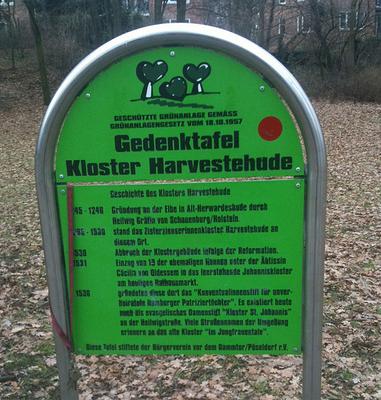 GESCHÜTZTE GRÜNANLAGE GEMÄSS
GRÜNANLAGENGESETZ VOM 18.10.1957
Gedenktafel
Kloster Harvestehude
Geschichte des Klosters Harvestehude
45 - 1246 Gründung an der Elbe in Alt-Herwardeshude durch
Heilwig Gräfin von Schauenburg/Holstein.
95 - 1530 stand das Zisterzienserinnenkloster Harvestehude an
diesem Ort.
1530 Abbruch der Klostergebäude infolge der Reformation.
1531 Einzug von 19 der ehemaligen Nonnen unter der Äbtissin
Cäcilia von Oldessem in das leerstehende Johanniskloster
am heutigen Rathausmarkt.
1536 gründeten diese dort das "Konventualinnenstift für unver-
heiratete Hamburger Patriziertöchter". Es existiert heute
noch als evangelisches Damenstift "Kloster St. Johannis"
an der Heilwigstraße. Viele Straßennamen der Umgebung
erinnern an das alte Kloster "Im Jungfrauental".
Diese Tafel stiftete der Bürgerverein vor dem Dammtor/Pöseldorf e.V.